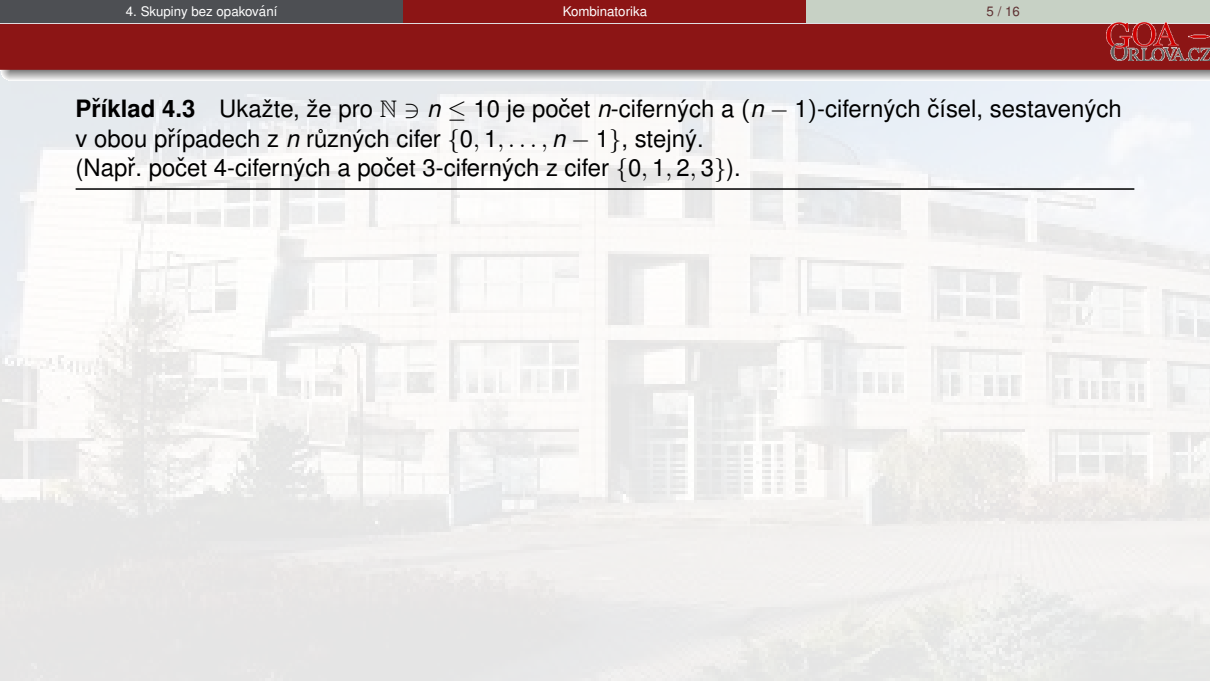 4. Skupiny bez opakování
Kombinatorika
5 / 16
GOA –
ORLOVA.CZ
Příklad 4.3 Ukažte, že pro ℕ ∋ n ≤ 10 je počet n-ciferných a (n − 1)-ciferných čísel, sestavených
v obou případech z n různých cifer {0, 1, . . . , n − 1}, stejný.
(Např. počet 4-ciferných a počet 3-ciferných z cifer {0, 1, 2, 3}).